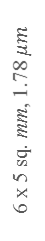 6 x 5 sq. mm, 1.78 μm